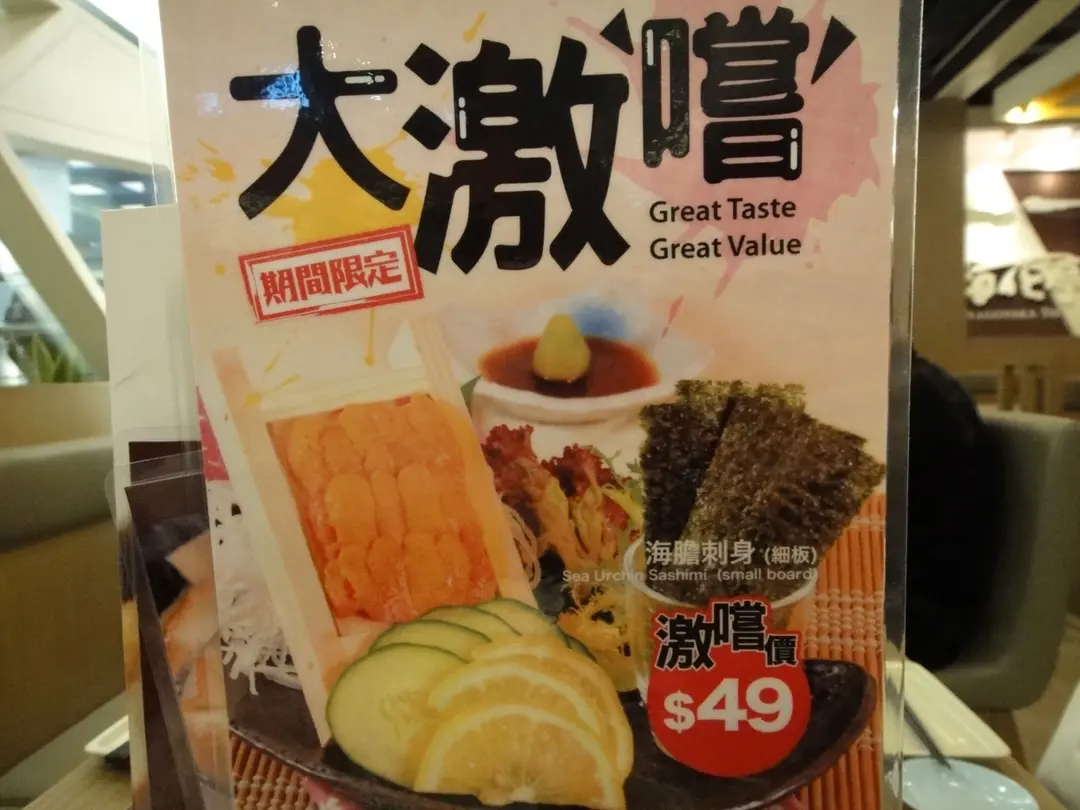 大激嚐
Great Taste
Great Value
期間限定
海膽刺身 (細板)
Sea Urchin Sashimi (small board)
激嚐價
$49